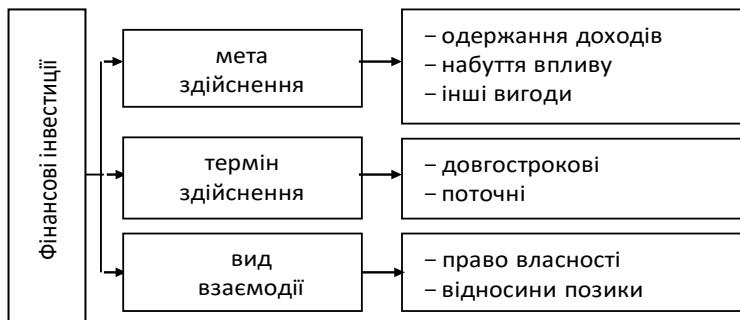 Фінансові інвестиції
мета
здійснення
– одержання доходів
– набуття впливу
– інші вигоди
термін
здійснення
– довгострокові
– поточні
вид
взаємодії
– право власності
– відносини позики